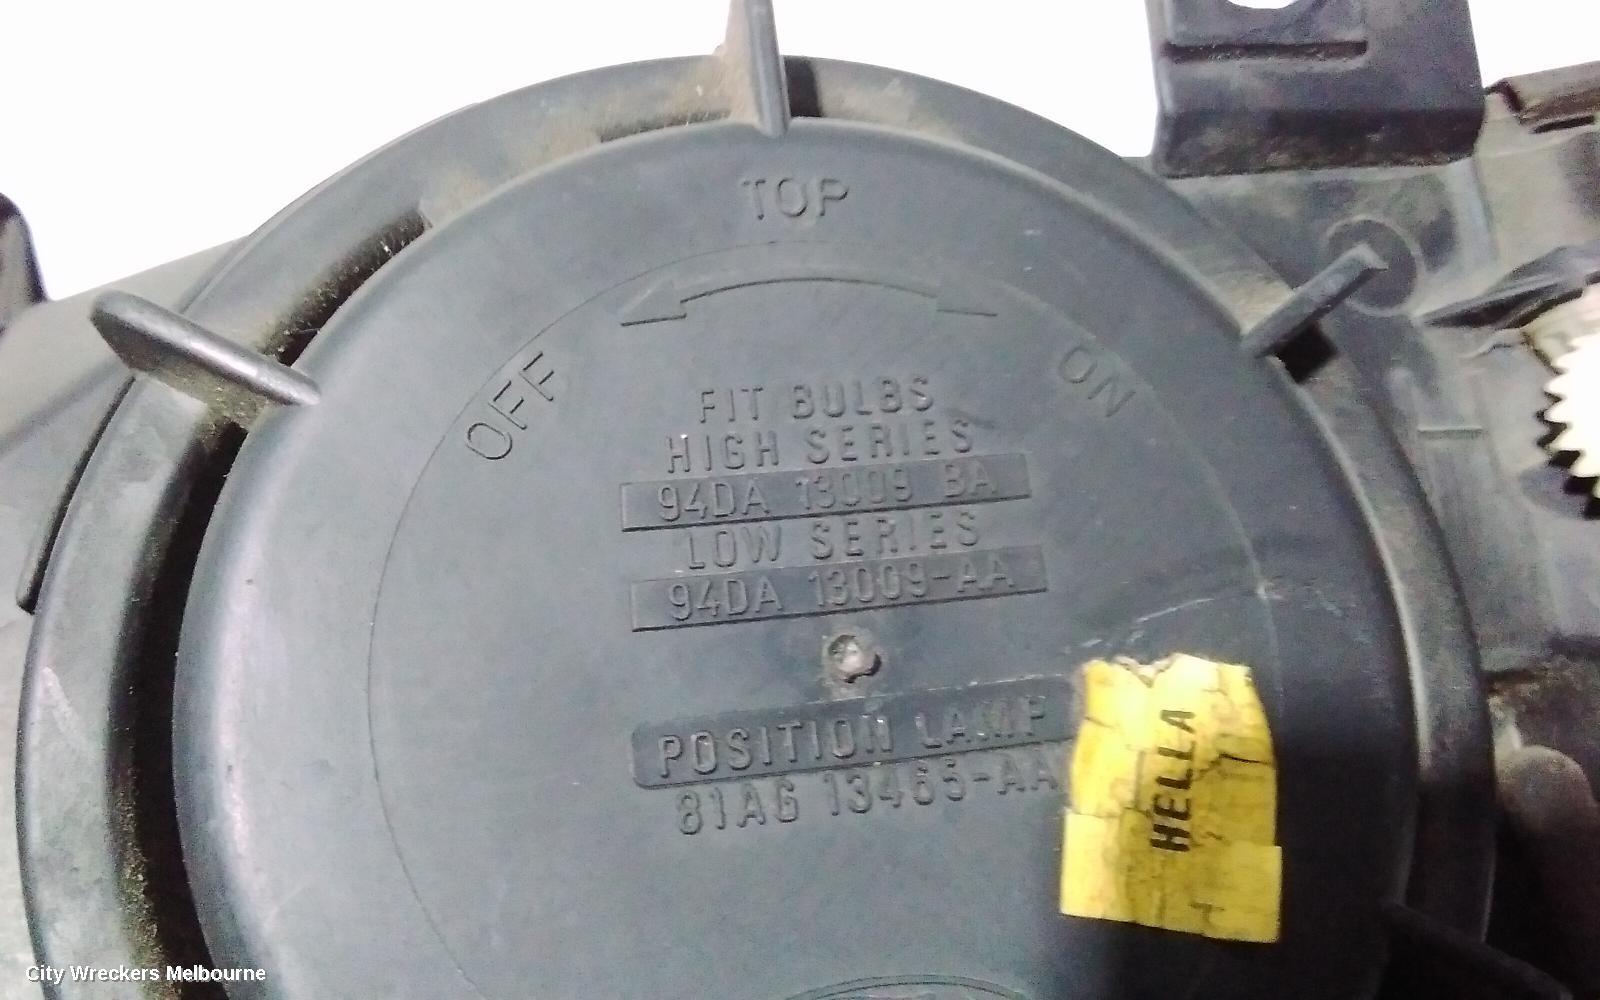 TOP
OFF
ON
FIT BULBS
HIGH SERIES
94DA 13009 BA
LOW SERIES
94DA 13009-AA
POSITION LAMP
81AG 13465-AA
HELLA
City Wreckers Melbourne